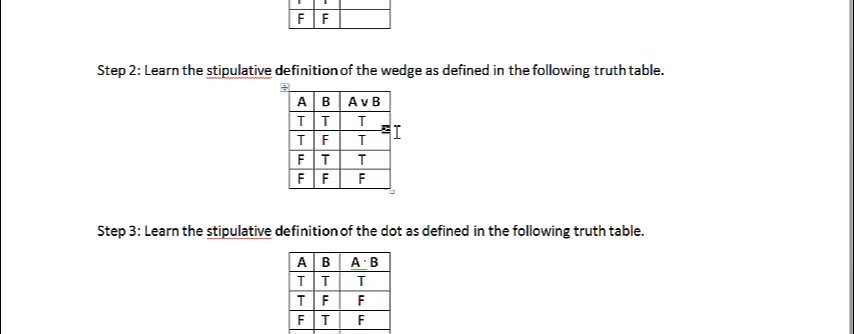 F F
Step 2: Learn the stipulative definition of the wedge as defined in the following truth table.
A B A v B
T T T
T F T
F T T
F F F
Step 3: Learn the stipulative definition of the dot as defined in the following truth table.
A B A · B
T T T
T F F
F T F